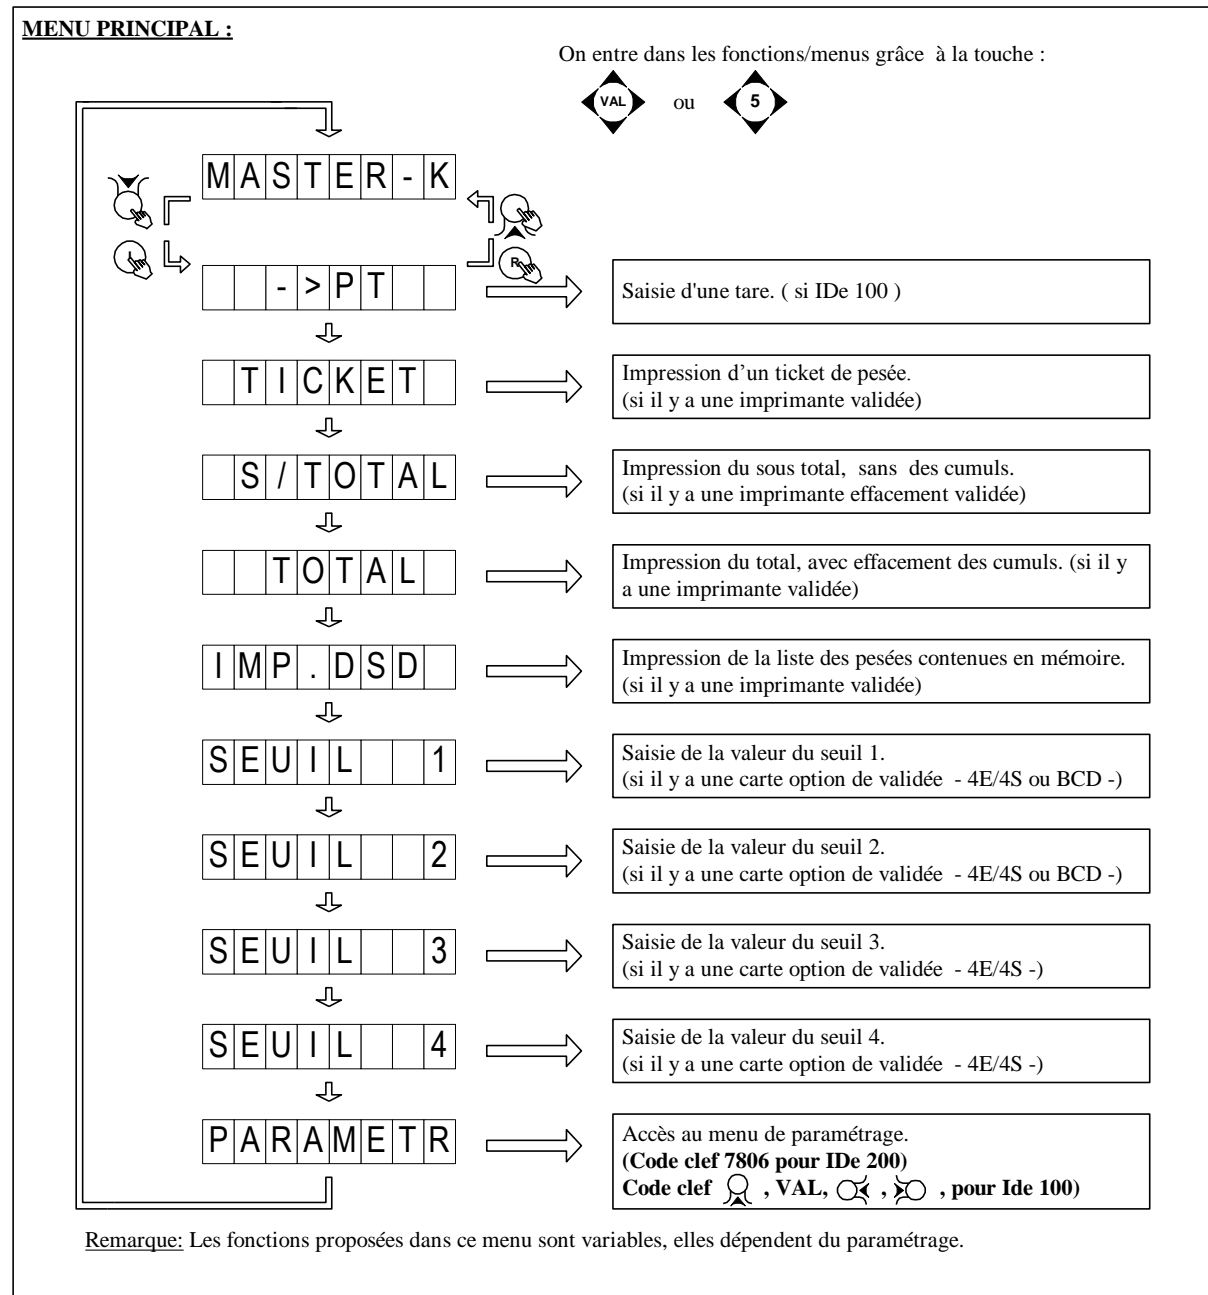 MENU PRINCIPAL :
On entre dans les fonctions/menus grâce à la touche :
VAL ou 5
MASTER-K
R
->PT
Saisie d'une tare. ( si IDe 100 )
TICKET
Impression d’un ticket de pesée.
(si il y a une imprimante validée)
S/TOTAL
Impression du sous total, sans des cumuls.
(si il y a une imprimante effacement validée)
TOTAL
Impression du total, avec effacement des cumuls. (si il y
a une imprimante validée)
IMP.DSD
Impression de la liste des pesées contenues en mémoire.
(si il y a une imprimante validée)
SEUIL 1
Saisie de la valeur du seuil 1.
(si il y a une carte option de validée - 4E/4S ou BCD -)
SEUIL 2
Saisie de la valeur du seuil 2.
(si il y a une carte option de validée - 4E/4S ou BCD -)
SEUIL 3
Saisie de la valeur du seuil 3.
(si il y a une carte option de validée - 4E/4S -)
SEUIL 4
Saisie de la valeur du seuil 4.
(si il y a une carte option de validée - 4E/4S -)
PARAMETR
Accès au menu de paramétrage.
(Code clef 7806 pour IDe 200)
Code clef , VAL, , , pour Ide 100)
Remarque: Les fonctions proposées dans ce menu sont variables, elles dépendent du paramétrage.